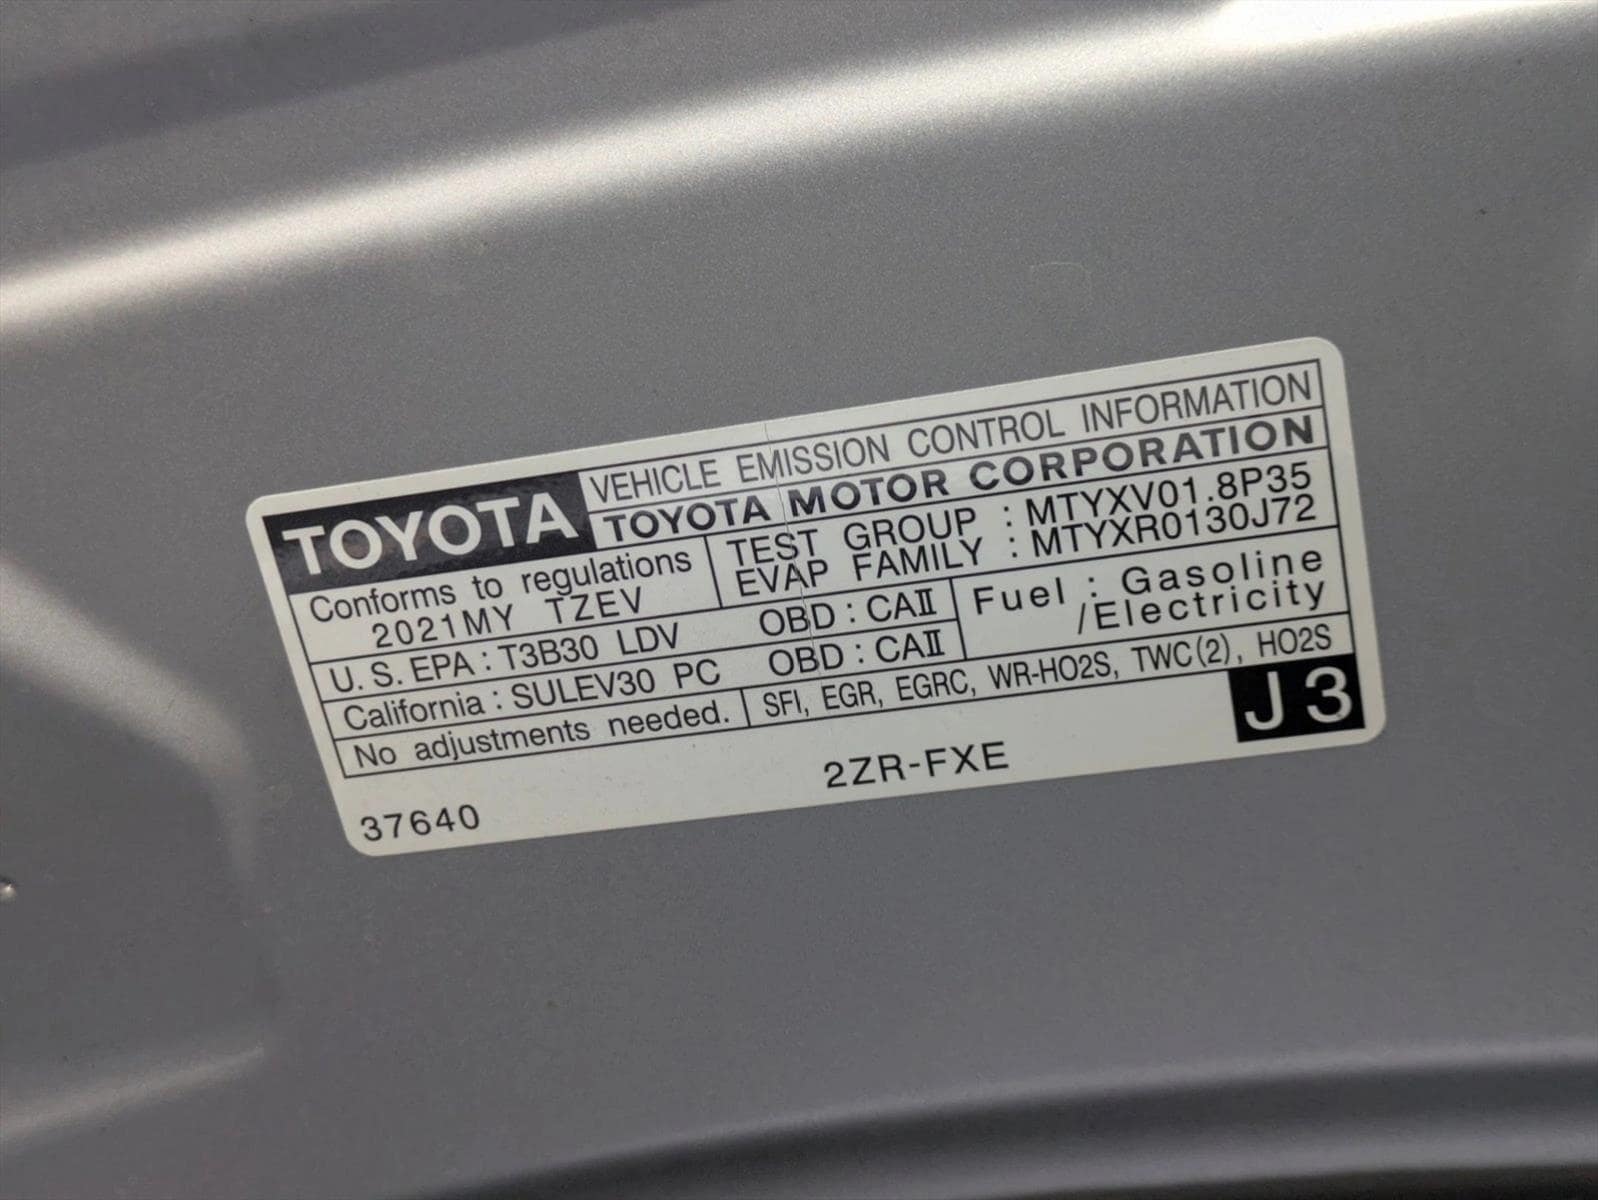 TOYOTA VEHICLE EMISSION CONTROL INFORMATION
TOYOTA MOTOR CORPORATION
Conforms to regulations
2021MY TZEV
TEST GROUP : MTYXV01.8P35
EVAP FAMILY : MTYXR0130J72
U.S. EPA : T3B30 LDV OBD : CAⅡ
California : SULEV30 PC OBD : CAⅡ
Fuel : Gasoline
/Electricity
No adjustments needed. SFI, EGR, EGRC, WR-HO2S, TWC(2), HO2S
J3
2ZR-FXE
37640